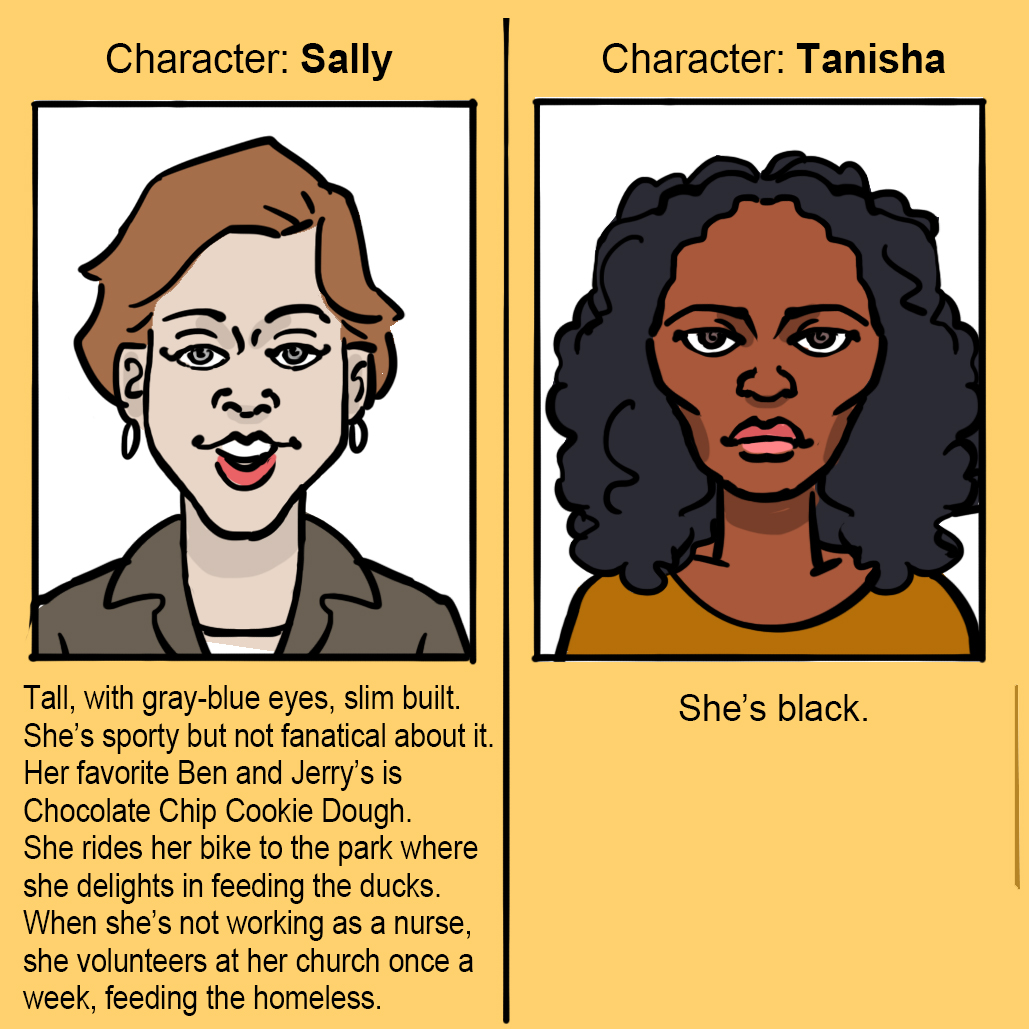 Character: Sally
Tall, with gray-blue eyes, slim built.
She’s sporty but not fanatical about it.
Her favorite Ben and Jerry’s is
Chocolate Chip Cookie Dough.
She rides her bike to the park where
she delights in feeding the ducks.
When she’s not working as a nurse,
she volunteers at her church once a
week, feeding the homeless.
Character: Tanisha
She’s black.